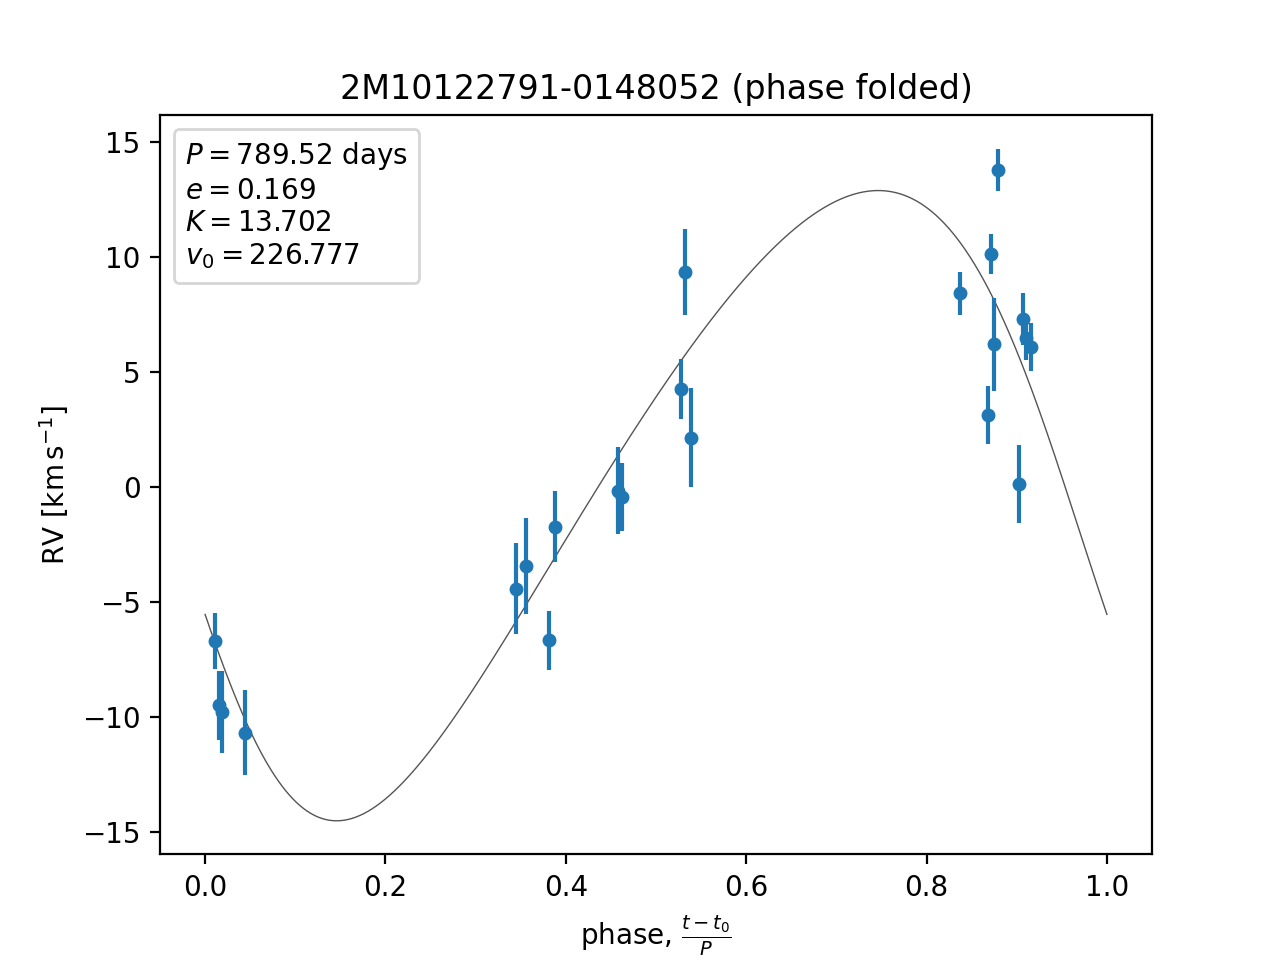 2M10122791-0148052 (phase folded)
P = 789.52 days
e = 0.169
K = 13.702
v₀ = 226.777
15
10
5
0
−5
−10
−15
RV [km s⁻¹]
0.0 0.2 0.4 0.6 0.8 1.0
phase, (t − t₀)/P